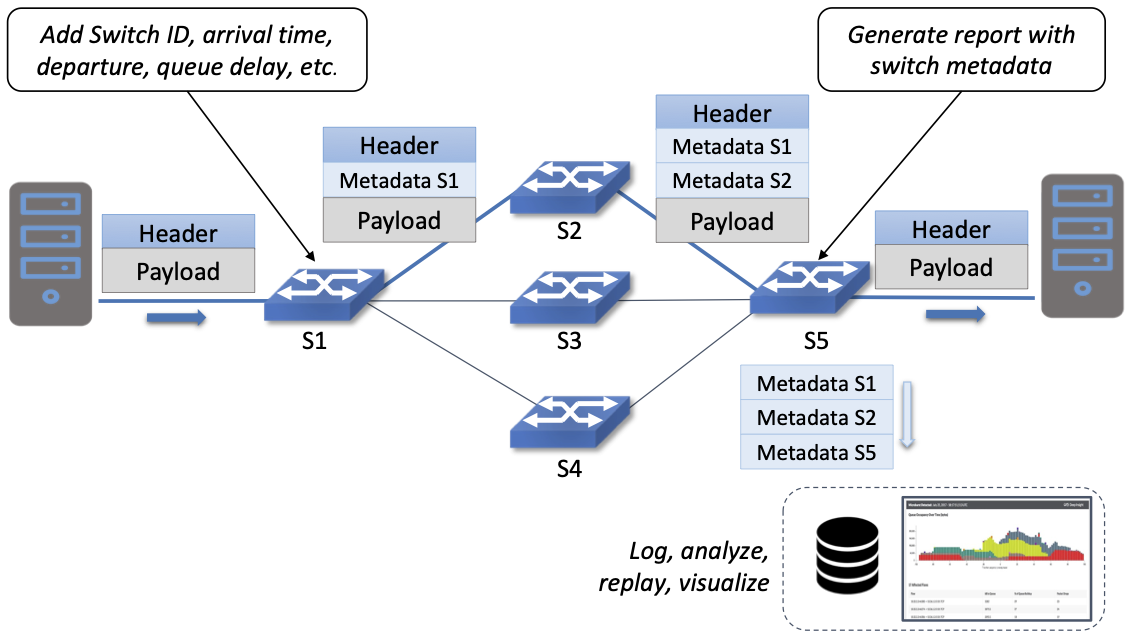 Add Switch ID, arrival time,
departure, queue delay, etc.
Generate report with
switch metadata
Header
Metadata S1
Payload
Header
Metadata S1
Metadata S2
Payload
Header
Payload
Header
Payload
S1
S2
S3
S4
S5
Metadata S1
Metadata S2
Metadata S5
Log, analyze,
replay, visualize